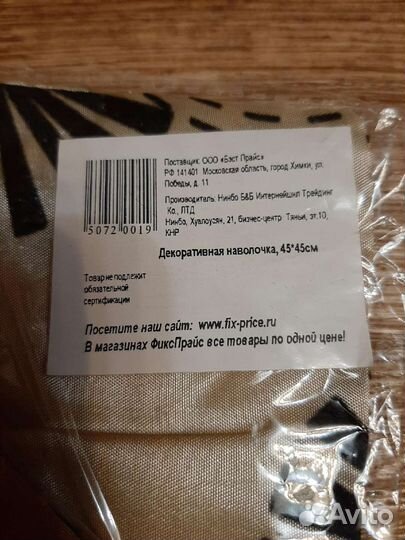 Поставщик: ООО «Бэст Прайс»
РФ 141401 Московская область, город Химки, ул.
Победы, д. 11
Производитель: Нинбо Б&Б Интернейшнл Трейдинг
Ко., ЛТД
Нинбо, Хуалоусян, 21, бизнес-центр Тяньи, эт.10,
КНР
5072 0019
Декоративная наволочка, 45*45см
Товар не подлежит
обязательной
сертификации
Посетите наш сайт: www.fix-price.ru
В магазинах ФиксПрайс все товары по одной цене!
Avito